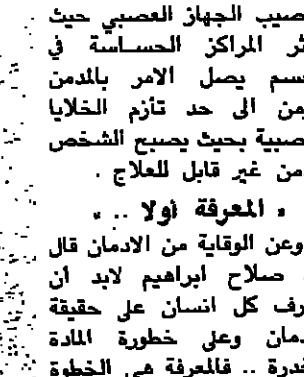 صيب الجهاز العصبي حيث
ثر المراكز الحساسة في
سم يصل الامر بالمدمن
من الى حد تأزم الخلايا
صبية بحيث يصبح الشخص
من غير قابل للعلاج .
« المعرفة أولا .. »
وعن الوقاية من الادمان قال
صلاح ابراهيم لابد أن
رف كل انسان على حقيقة
دمان وعلى خطورة المادة
خدرة .. فالمعرفة هي الخطوة